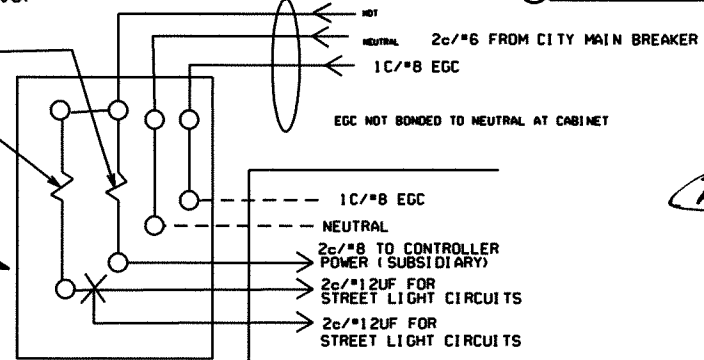 HOT
NEUTRAL 2c/#6 FROM CITY MAIN BREAKER
1C/#8 EGC
EGC NOT BONDED TO NEUTRAL AT CABINET
1C/#8 EGC
NEUTRAL
2c/#8 TO CONTROLLER
POWER (SUBSIDIARY)
2c/#12UF FOR
STREET LIGHT CIRCUITS
2c/#12UF FOR
STREET LIGHT CIRCUITS